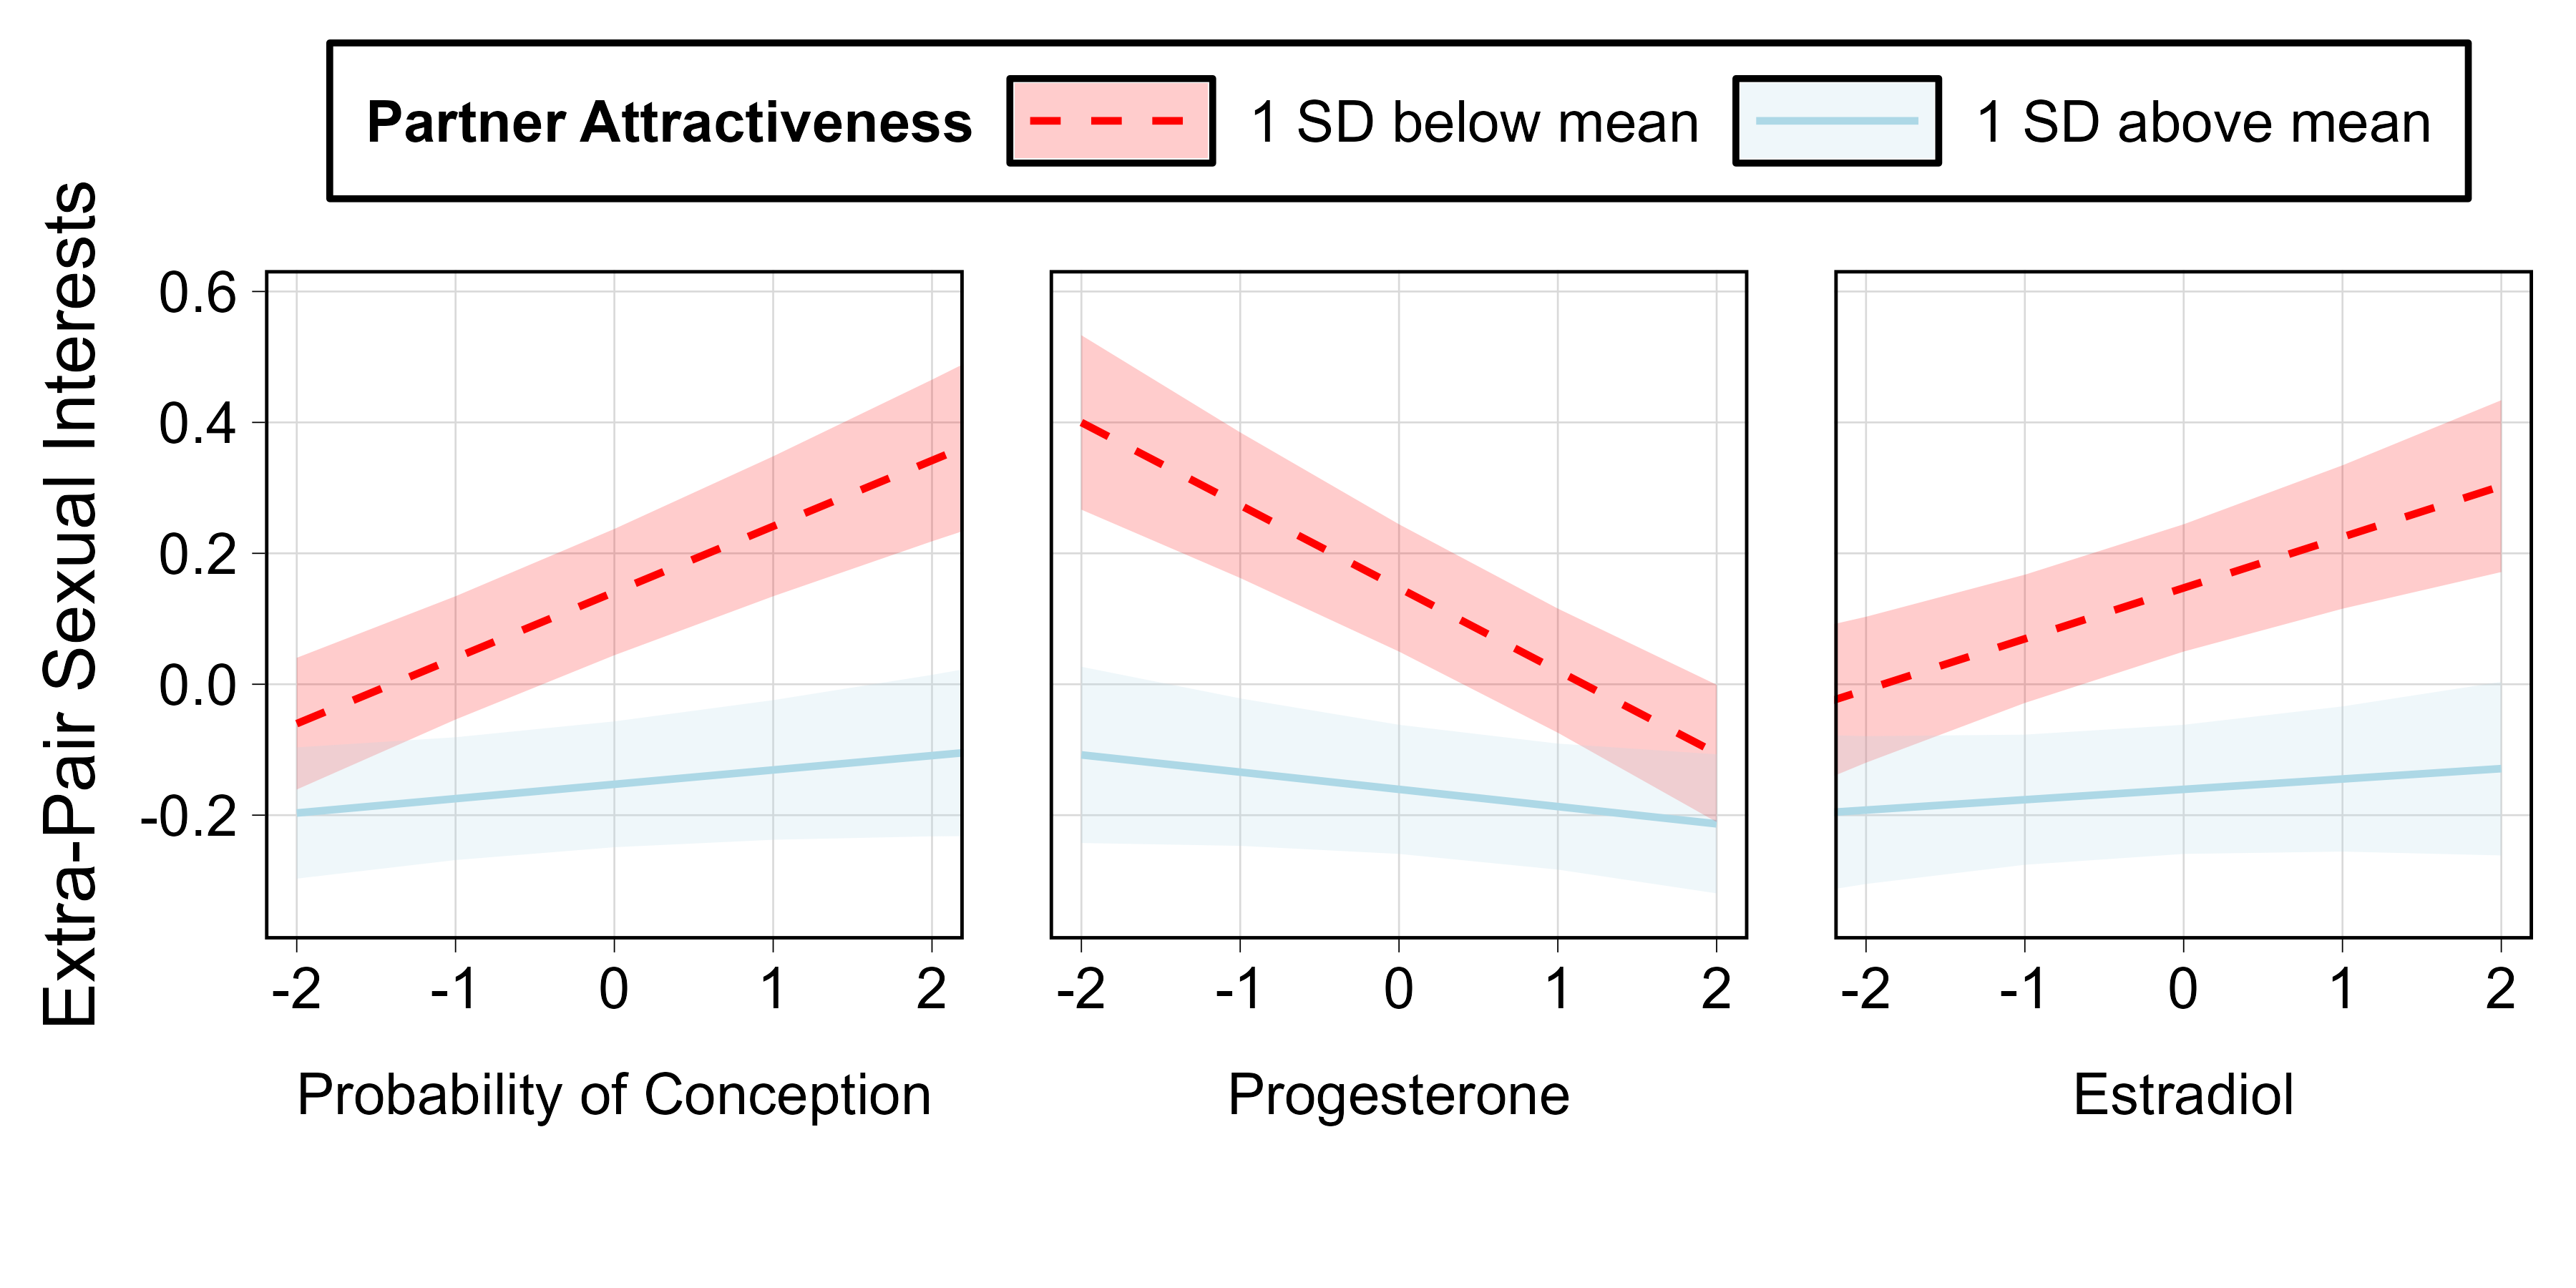 Partner Attractiveness 1 SD below mean 1 SD above mean
Extra-Pair Sexual Interests
0.6
0.4
0.2
0.0
-0.2
-2 -1 0 1 2 -2 -1 0 1 2 -2 -1 0 1 2
Probability of Conception Progesterone Estradiol